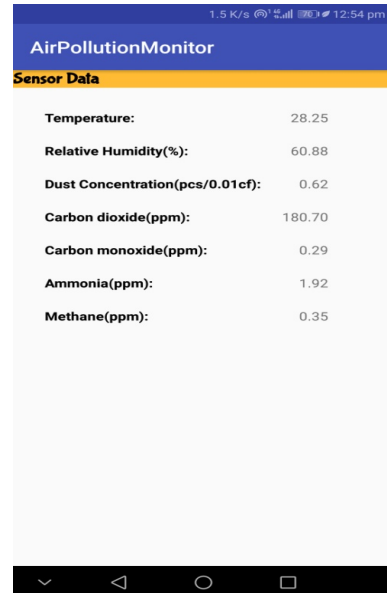 1.5 K/s 4G 70 12:54 pm
AirPollutionMonitor
Sensor Data
Temperature: 28.25
Relative Humidity(%): 60.88
Dust Concentration(pcs/0.01cf): 0.62
Carbon dioxide(ppm): 180.70
Carbon monoxide(ppm): 0.29
Ammonia(ppm): 1.92
Methane(ppm): 0.35